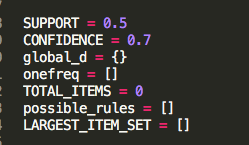 SUPPORT = 0.5
CONFIDENCE = 0.7
global_d = {}
onefreq = []
TOTAL_ITEMS = 0
possible_rules = []
LARGEST_ITEM_SET = []